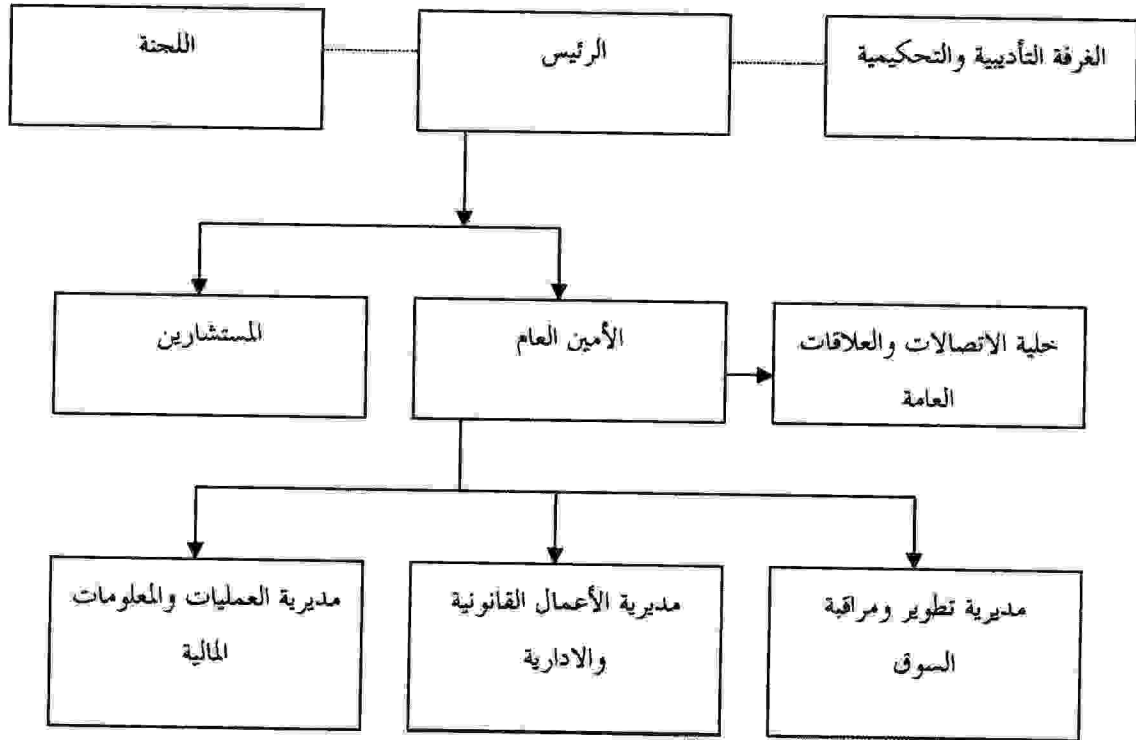 الغرفة التأديبية والتحكيمية
الرئيس
اللجنة
خلية الاتصالات والعلاقات
العامة
الأمين العام
المستشارين
مديرية تطوير ومراقبة
السوق
مديرية الأعمال القانونية
والادارية
مديرية العمليات والمعلومات
المالية